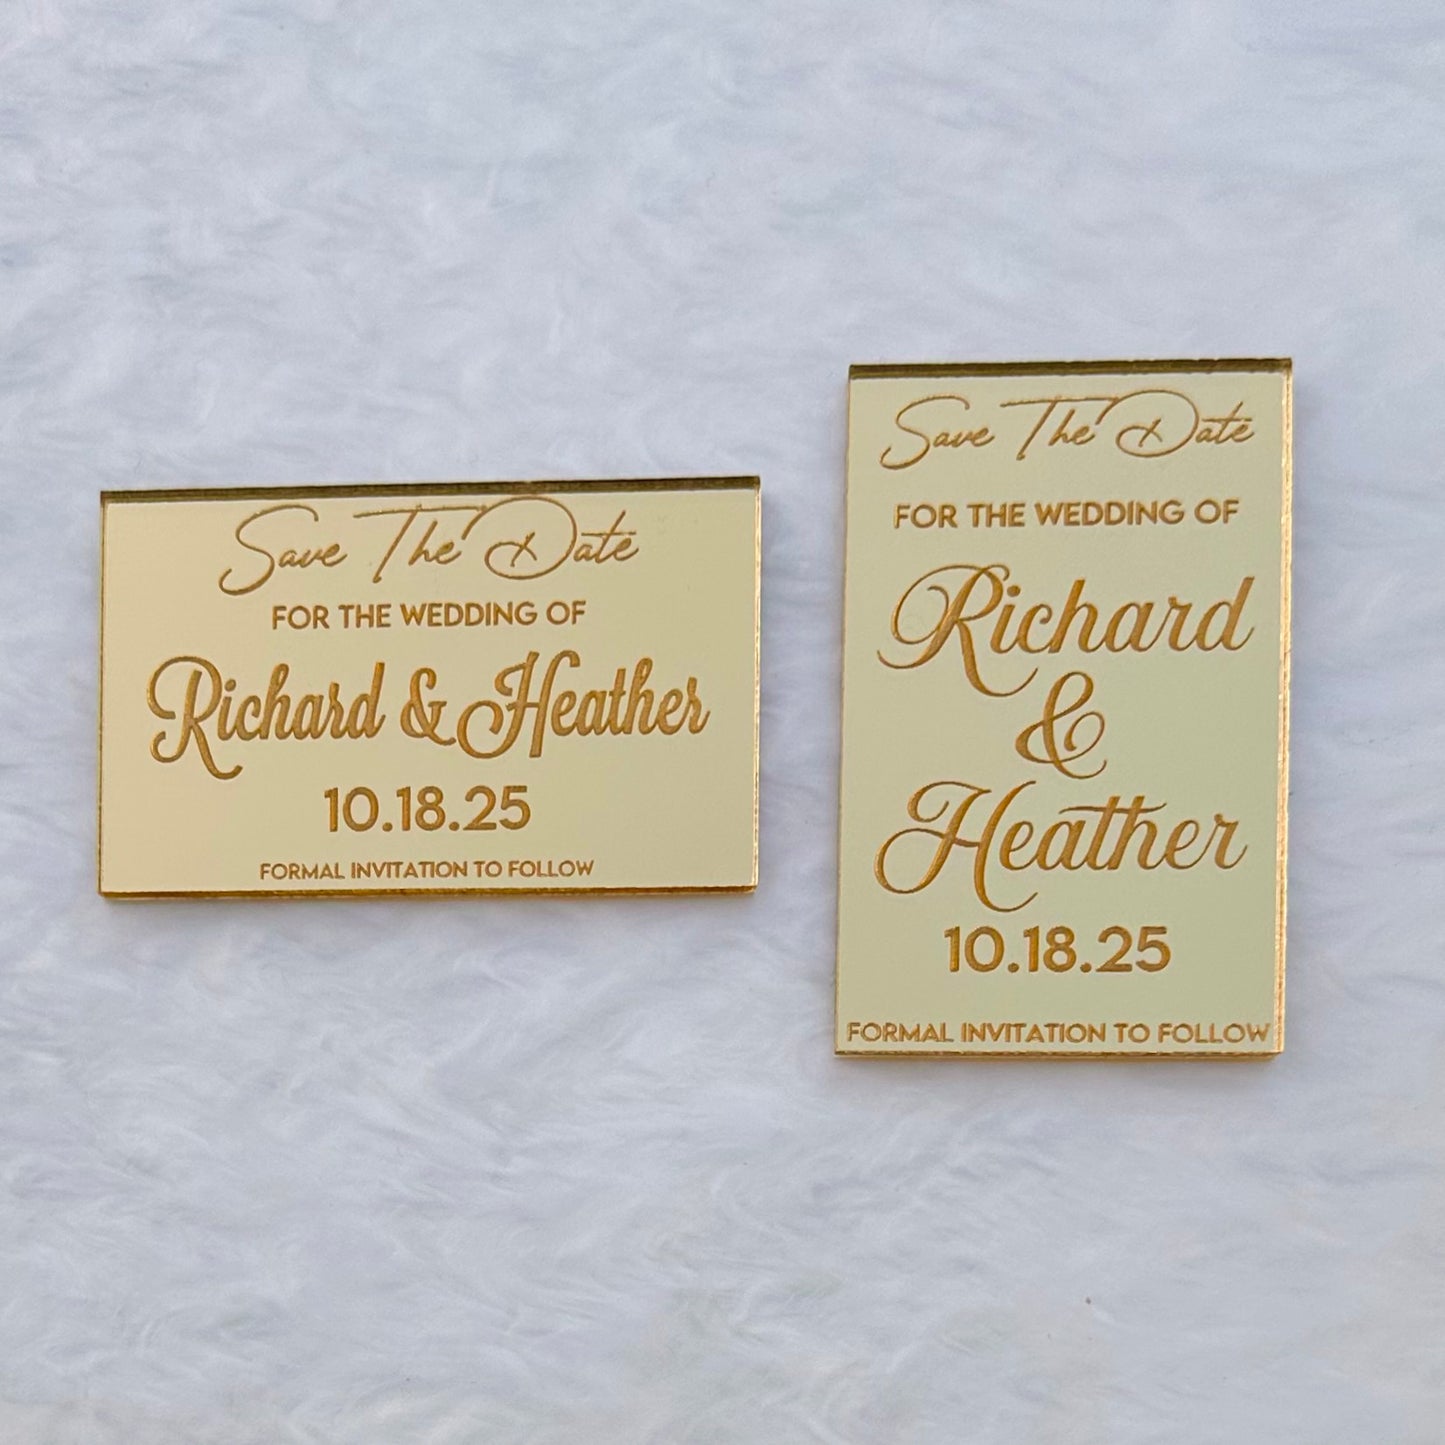 Save The Date
FOR THE WEDDING OF
Richard & Heather
10.18.25
FORMAL INVITATION TO FOLLOW
Save The Date
FOR THE WEDDING OF
Richard
&
Heather
10.18.25
FORMAL INVITATION TO FOLLOW